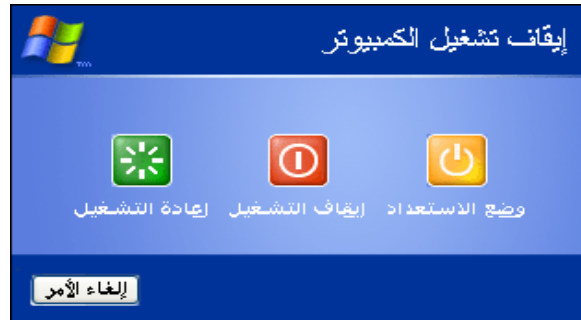 إيقاف تشغيل الكمبيوتر
وضع الاستعداد
إيقاف التشغيل
إعادة التشغيل
إلغاء الأمر